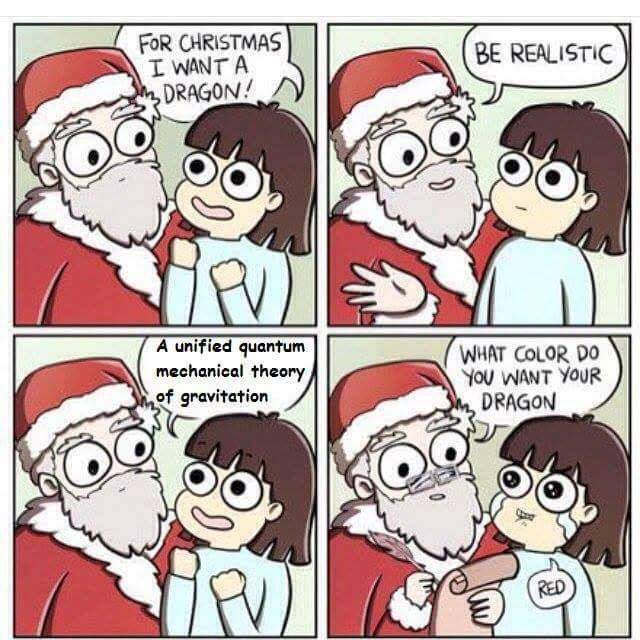 FOR CHRISTMAS
I WANT A
DRAGON!
BE REALISTIC
A unified quantum
mechanical theory
of gravitation
WHAT COLOR DO
YOU WANT YOUR
DRAGON
RED